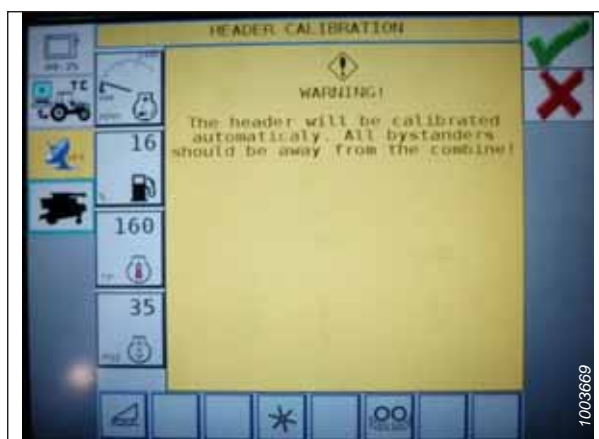 HEADER CALIBRATION
TC
16
160
35
WARNING!
The header will be calibrated
automaticaly. All bystanders
should be away from the combine!
1003669